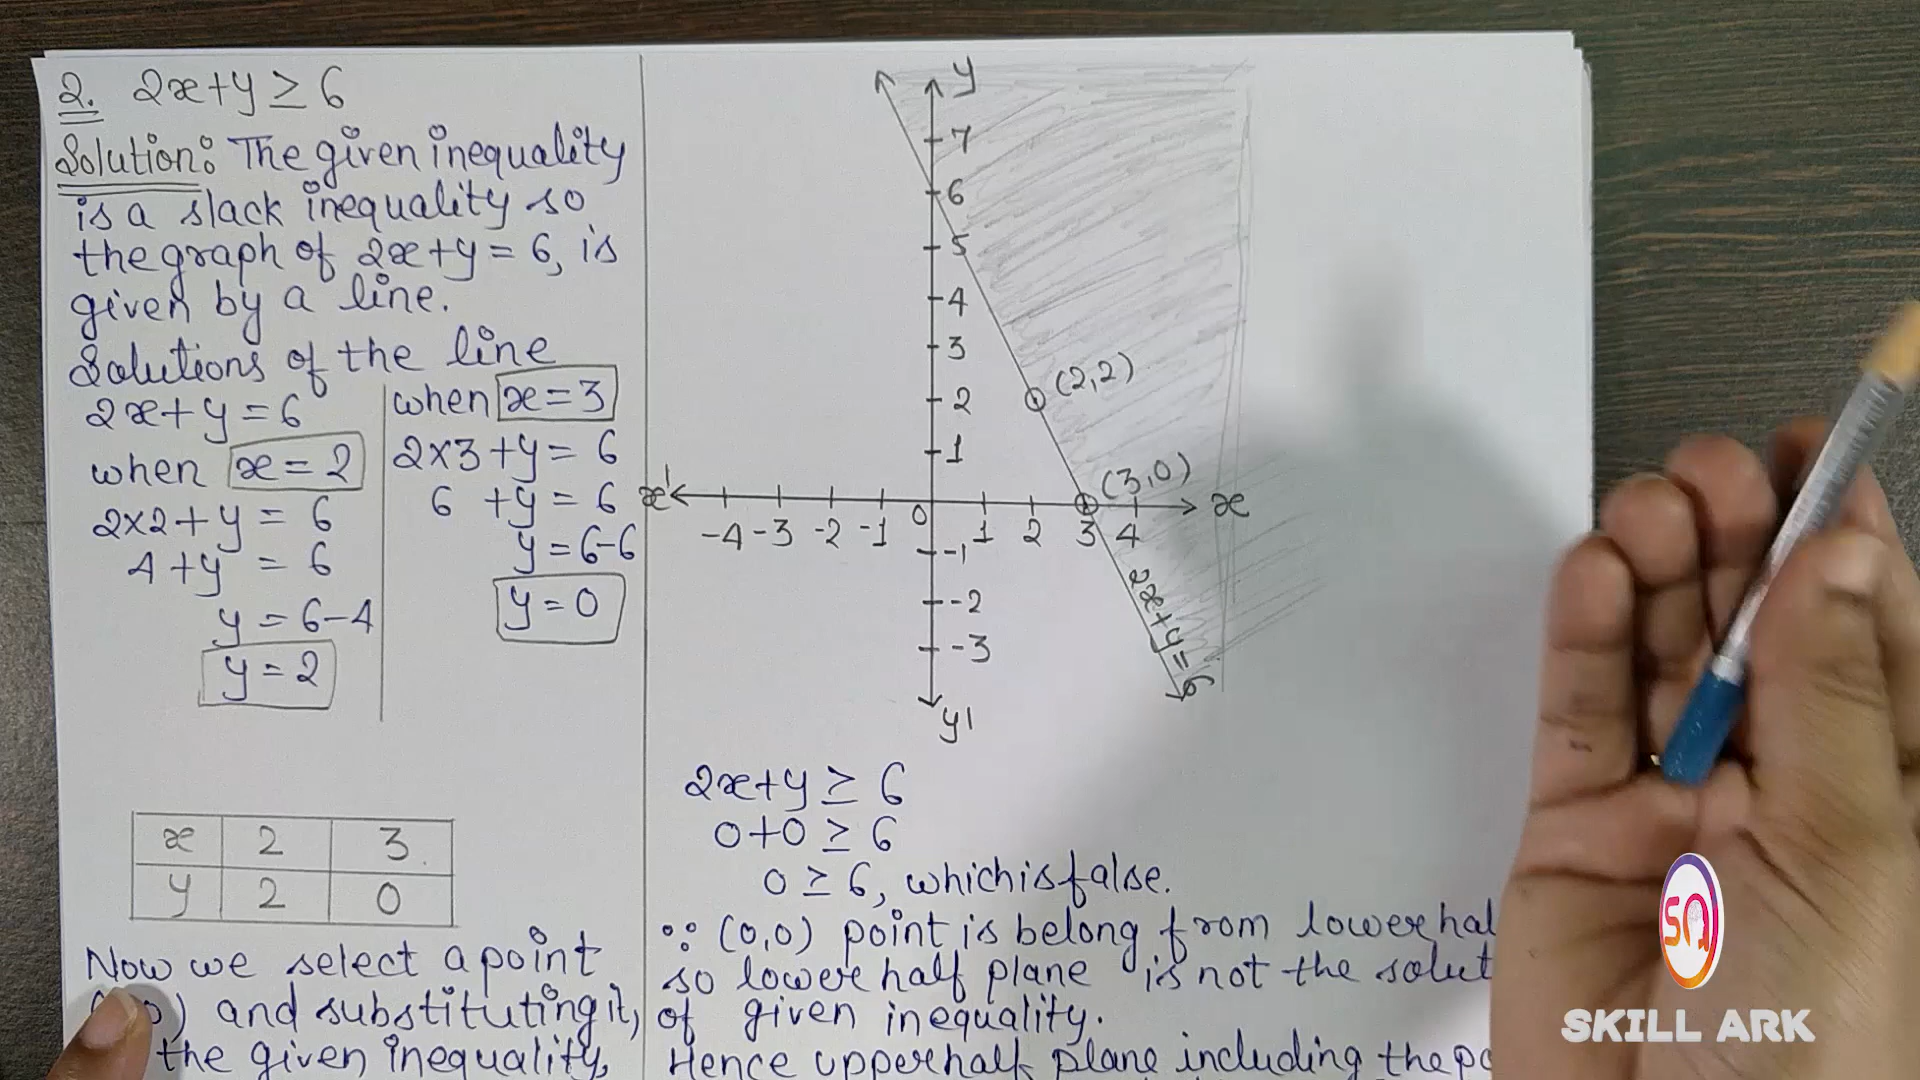 2. 2x+y ≥ 6
Solution: The given inequality
is a slack inequality so
the graph of 2x+y = 6, is
given by a line.
Solutions of the line
2x+y = 6
when x = 2
2×2+y = 6
4+y = 6
y = 6-4
y = 2
when x = 3
2×3+y = 6
6 +y = 6
y = 6-6
y = 0
x 2 3
y 2 0
Now we select a point
and substituting it,
the given inequality,
y
7
6
5
4
3
2
1
(2,2)
(3,0)
x' x
0
-4 -3 -2 -1 1 2 3 4
-1
-2
-3
y'
2x+y=6
2x+y ≥ 6
0+0 ≥ 6
0 ≥ 6, which is false.
∵ (0,0) point is belong from lower hal
so lower half plane is not the solut
of given inequality.
Hence upper half plane including the po
SKILL ARK